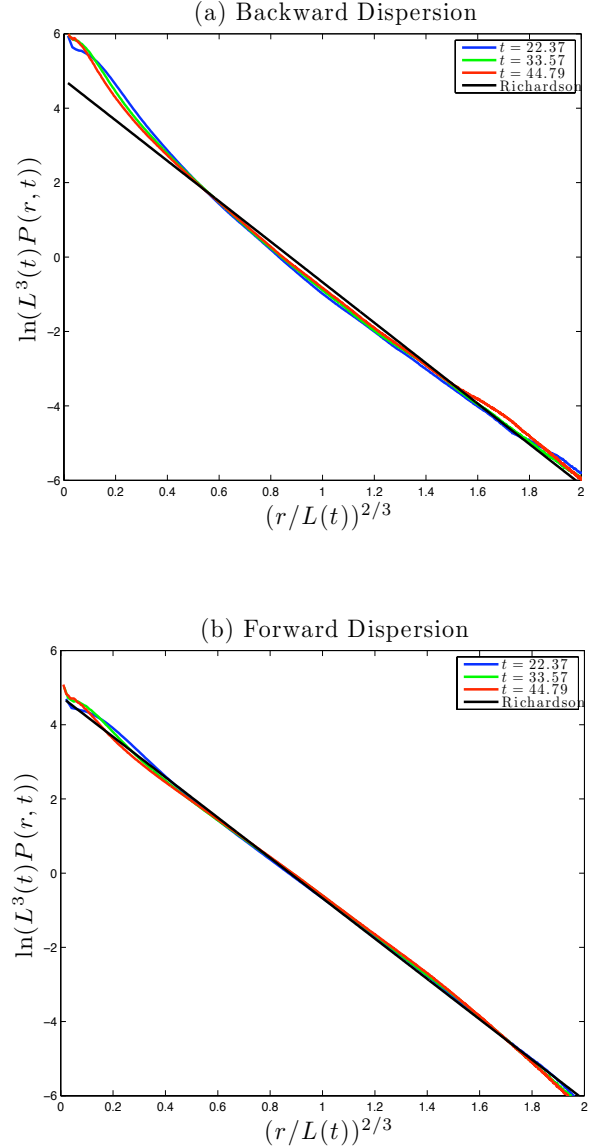 (a) Backward Dispersion
6
4
2
0
−2
−4
−6
ln(L³(t)P(r, t))
t = 22.37
t = 33.57
t = 44.79
Richardson
0 0.2 0.4 0.6 0.8 1 1.2 1.4 1.6 1.8 2
(r/L(t))^{2/3}
(b) Forward Dispersion
6
4
2
0
−2
−4
−6
ln(L³(t)P(r, t))
t = 22.37
t = 33.57
t = 44.79
Richardson
0 0.2 0.4 0.6 0.8 1 1.2 1.4 1.6 1.8 2
(r/L(t))^{2/3}